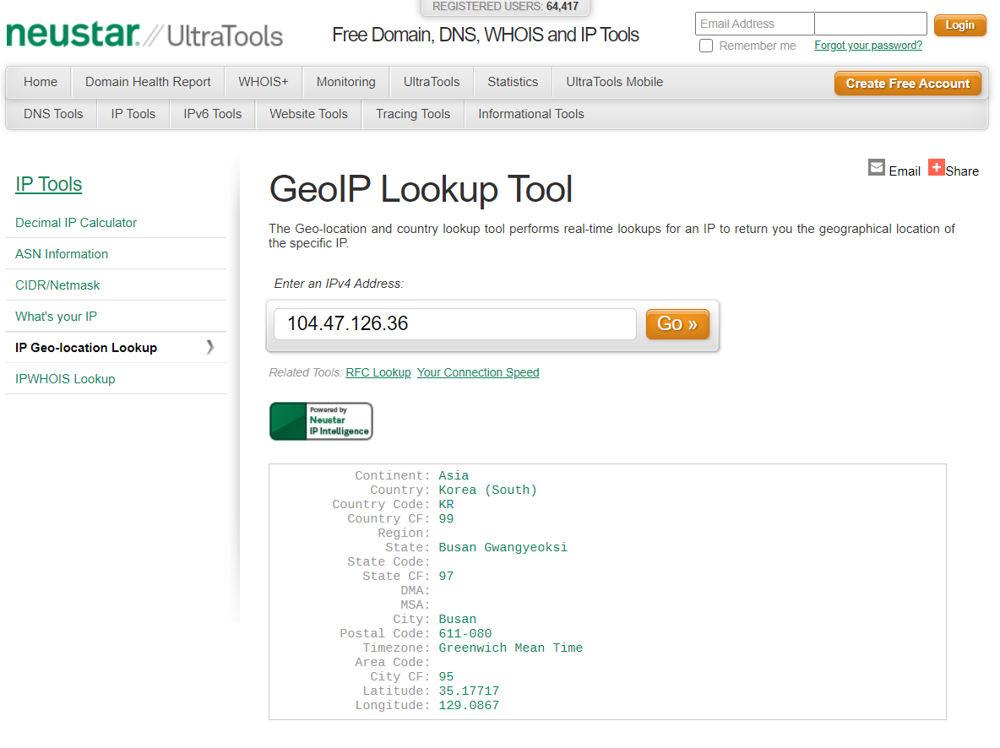 REGISTERED USERS: 64,417
neustar // UltraTools
Free Domain, DNS, WHOIS and IP Tools
Email Address
Login
Remember me
Forgot your password?
Home
Domain Health Report
WHOIS+
Monitoring
UltraTools
Statistics
UltraTools Mobile
Create Free Account
DNS Tools
IP Tools
IPv6 Tools
Website Tools
Tracing Tools
Informational Tools
IP Tools
Decimal IP Calculator
ASN Information
CIDR/Netmask
What's your IP
IP Geo-location Lookup
IPWHOIS Lookup
Email
Share
GeoIP Lookup Tool
The Geo-location and country lookup tool performs real-time lookups for an IP to return you the geographical location of
the specific IP.
Enter an IPv4 Address:
104.47.126.36
Go »
Related Tools: RFC Lookup Your Connection Speed
Powered by
Neustar
IP Intelligence
Continent: Asia
Country: Korea (South)
Country Code: KR
Country CF: 99
Region:
State: Busan Gwangyeoksi
State Code:
State CF: 97
DMA:
MSA:
City: Busan
Postal Code: 611-080
Timezone: Greenwich Mean Time
Area Code:
City CF: 95
Latitude: 35.17717
Longitude: 129.0867